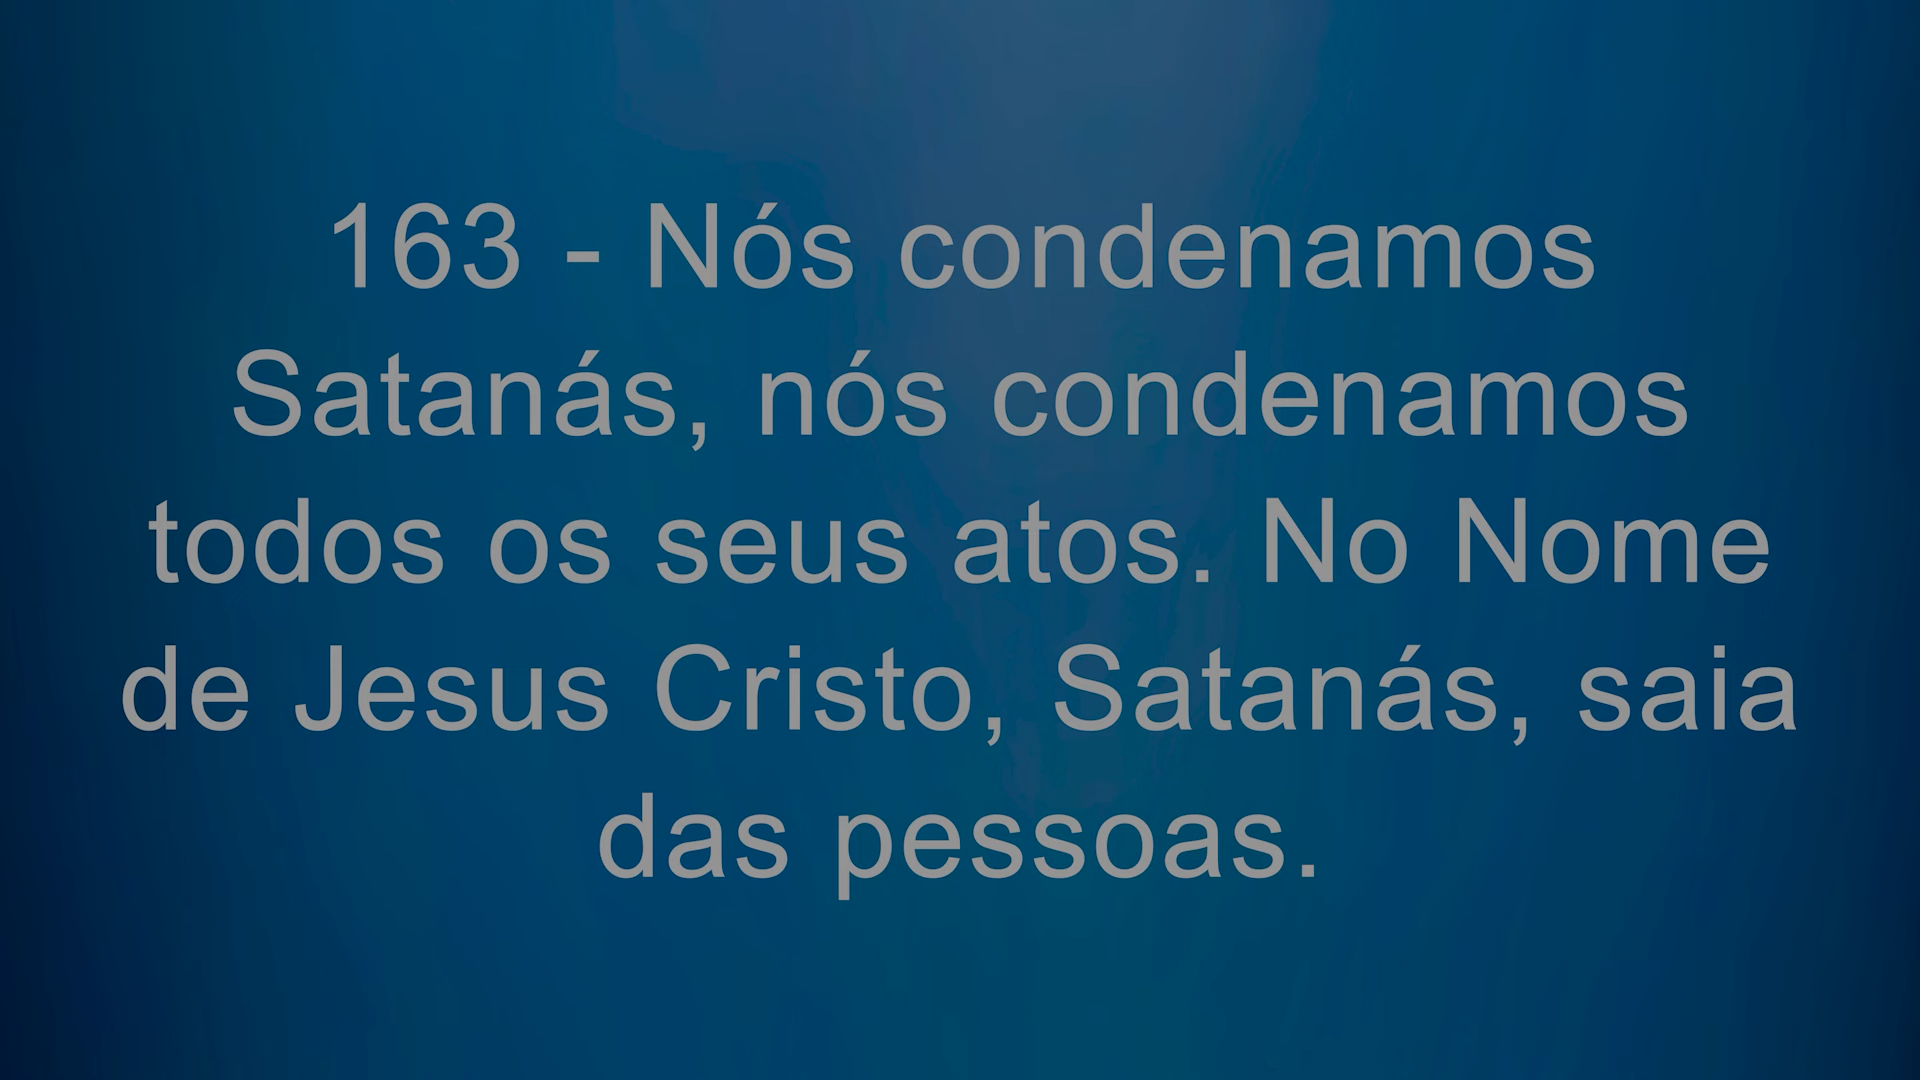 163 - Nós condenamos
Satanás, nós condenamos
todos os seus atos. No Nome
de Jesus Cristo, Satanás, saia
das pessoas.